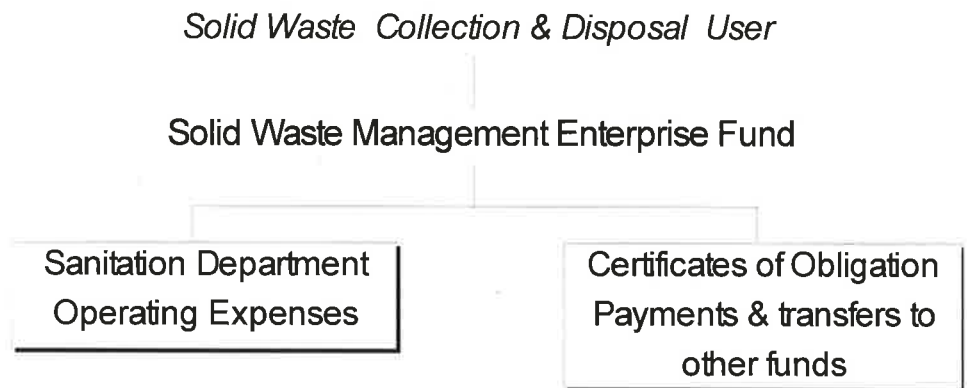 Solid Waste Collection & Disposal User
Solid Waste Management Enterprise Fund
Sanitation Department
Operating Expenses
Certificates of Obligation
Payments & transfers to
other funds